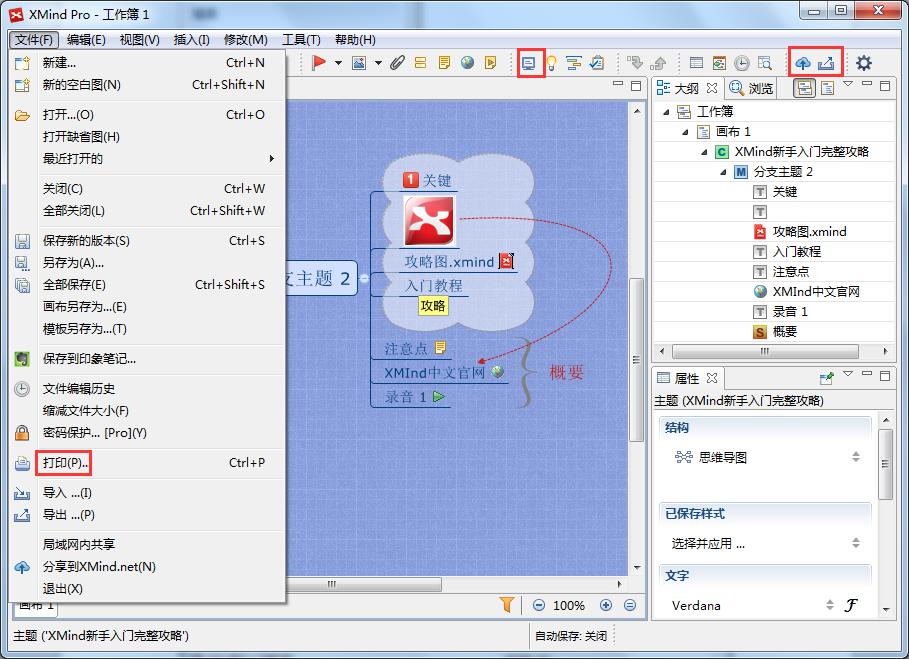 XMind Pro - 工作簿 1
文件(F) 编辑(E) 视图(V) 插入(I) 修改(M) 工具(T) 帮助(H)
新建... Ctrl+N
新的空白图(N) Ctrl+Shift+N
打开...(O) Ctrl+O
打开缺省图(H)
最近打开的
关闭(C) Ctrl+W
全部关闭(L) Ctrl+Shift+W
保存新的版本(S) Ctrl+S
另存为(A)...
全部保存(E) Ctrl+Shift+S
画布另存为...(E)
模板另存为...(T)
保存到印象笔记...
文件编辑历史
缩减文件大小(F)
密码保护... [Pro](Y)
打印(P)... Ctrl+P
导入 ...(I)
导出 ...(P)
局域网内共享
分享到XMind.net(N)
退出(X)
支主题 2
1 关键
攻略图.xmind
入门教程
攻略
注意点
XMInd中文官网
录音 1
概要
大纲
浏览
工作簿
画布 1
C XMind新手入门完整攻略
M 分支主题 2
T 关键
T
攻略图.xmind
T 入门教程
T 注意点
XMInd中文官网
T 录音 1
S 概要
属性
主题 (XMind新手入门完整攻略)
结构
思维导图
已保存样式
选择并应用 ...
文字
Verdana
画布 1
100%
主题 ('XMind新手入门完整攻略')
自动保存: 关闭